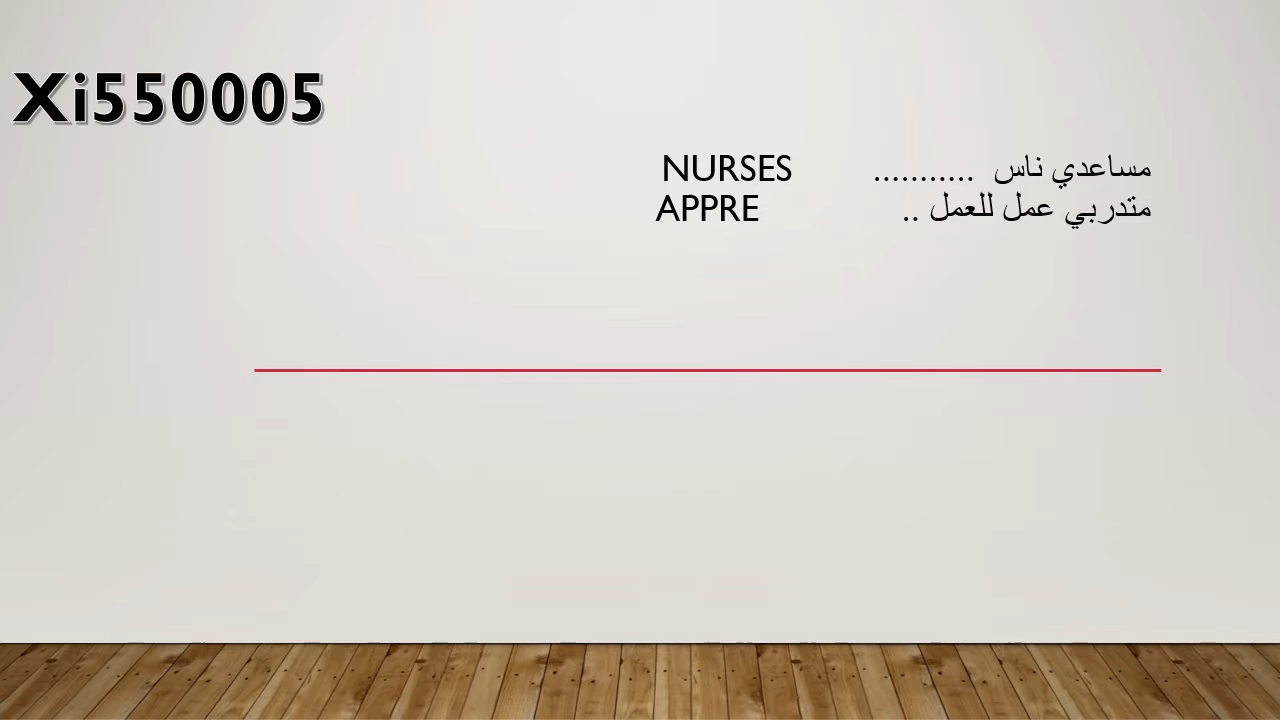 Xi550005
مساعدي ناس ........... NURSES
متدربي عمل للعمل .. APPRE